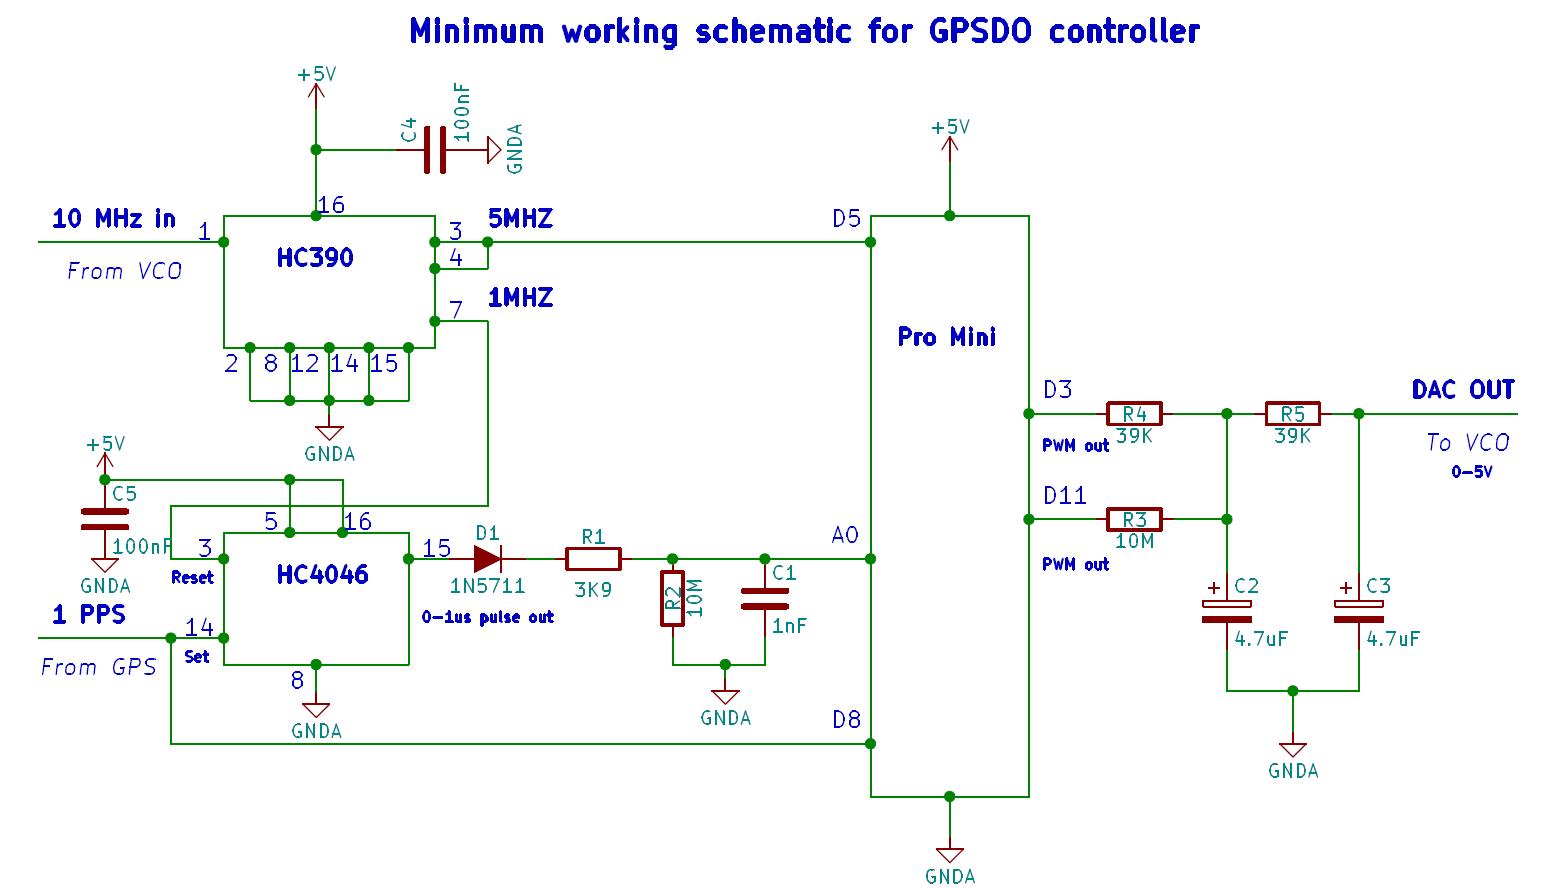 Minimum working schematic for GPSDO controller
+5V
C4
100nF
GNDA
+5V
16
10 MHz in
1
3
5MHZ
D5
From VCO
HC390
4
7
1MHZ
Pro Mini
2
8
12
14
15
GNDA
D3
R4
39K
PWM out
R5
39K
DAC OUT
To VCO
0-5V
+5V
C5
100nF
GNDA
5
16
3
Reset
HC4046
15
D1
1N5711
0-1us pulse out
R1
3K9
A0
R2
10M
C1
1nF
GNDA
D11
R3
10M
PWM out
C2
4.7uF
C3
4.7uF
GNDA
1 PPS
14
Set
From GPS
8
GNDA
D8
GNDA